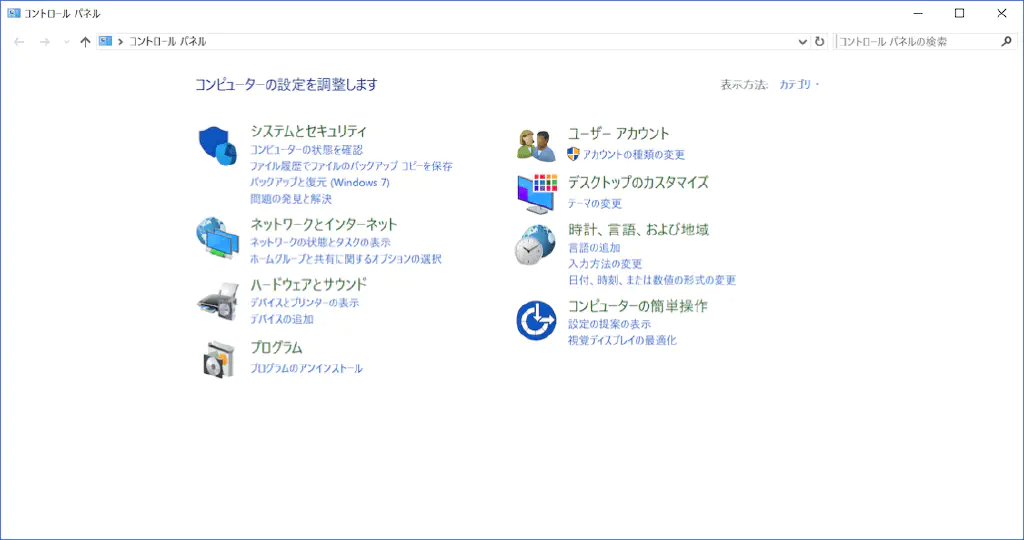 コントロール パネル
コントロール パネル
コントロール パネルの検索
コンピューターの設定を調整します
表示方法: カテゴリ
システムとセキュリティ
コンピューターの状態を確認
ファイル履歴でファイルのバックアップ コピーを保存
バックアップと復元 (Windows 7)
問題の発見と解決
ネットワークとインターネット
ネットワークの状態とタスクの表示
ホームグループと共有に関するオプションの選択
ハードウェアとサウンド
デバイスとプリンターの表示
デバイスの追加
プログラム
プログラムのアンインストール
ユーザー アカウント
アカウントの種類の変更
デスクトップのカスタマイズ
テーマの変更
時計、言語、および地域
言語の追加
入力方法の変更
日付、時刻、または数値の形式の変更
コンピューターの簡単操作
設定の提案の表示
視覚ディスプレイの最適化